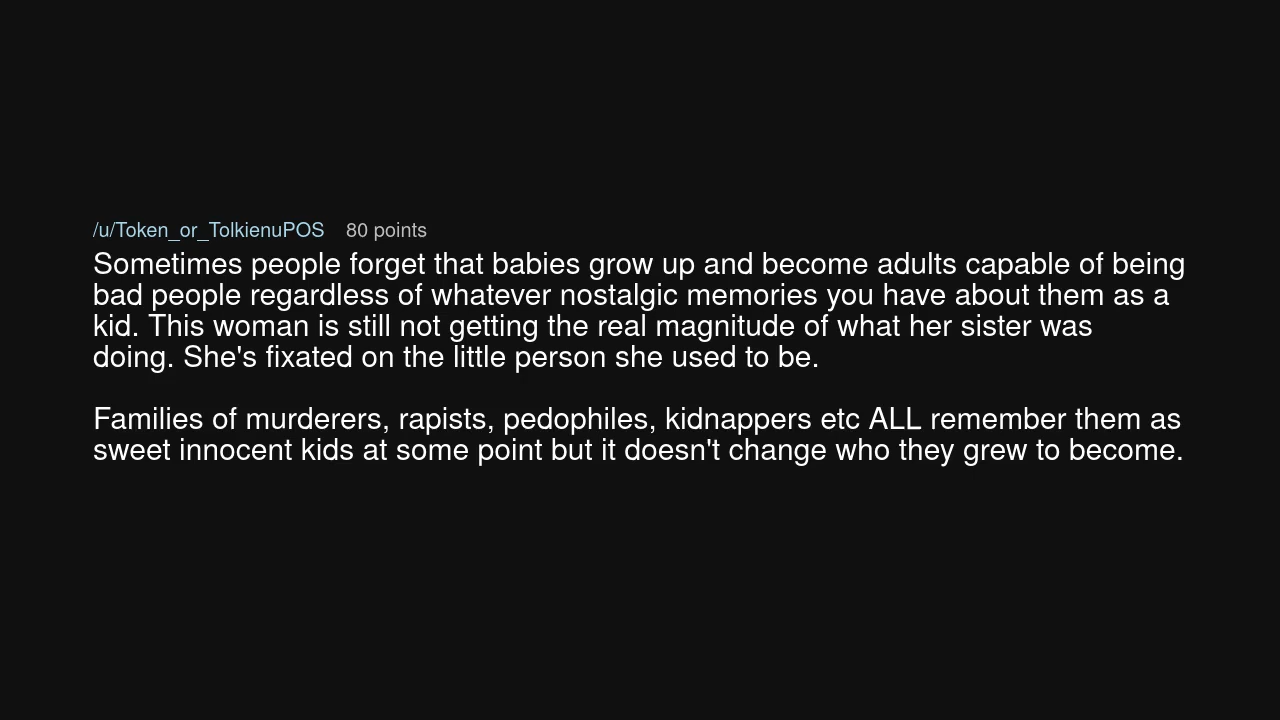 /u/Token_or_TolkienuPOS 80 points
Sometimes people forget that babies grow up and become adults capable of being
bad people regardless of whatever nostalgic memories you have about them as a
kid. This woman is still not getting the real magnitude of what her sister was
doing. She's fixated on the little person she used to be.
Families of murderers, rapists, pedophiles, kidnappers etc ALL remember them as
sweet innocent kids at some point but it doesn't change who they grew to become.